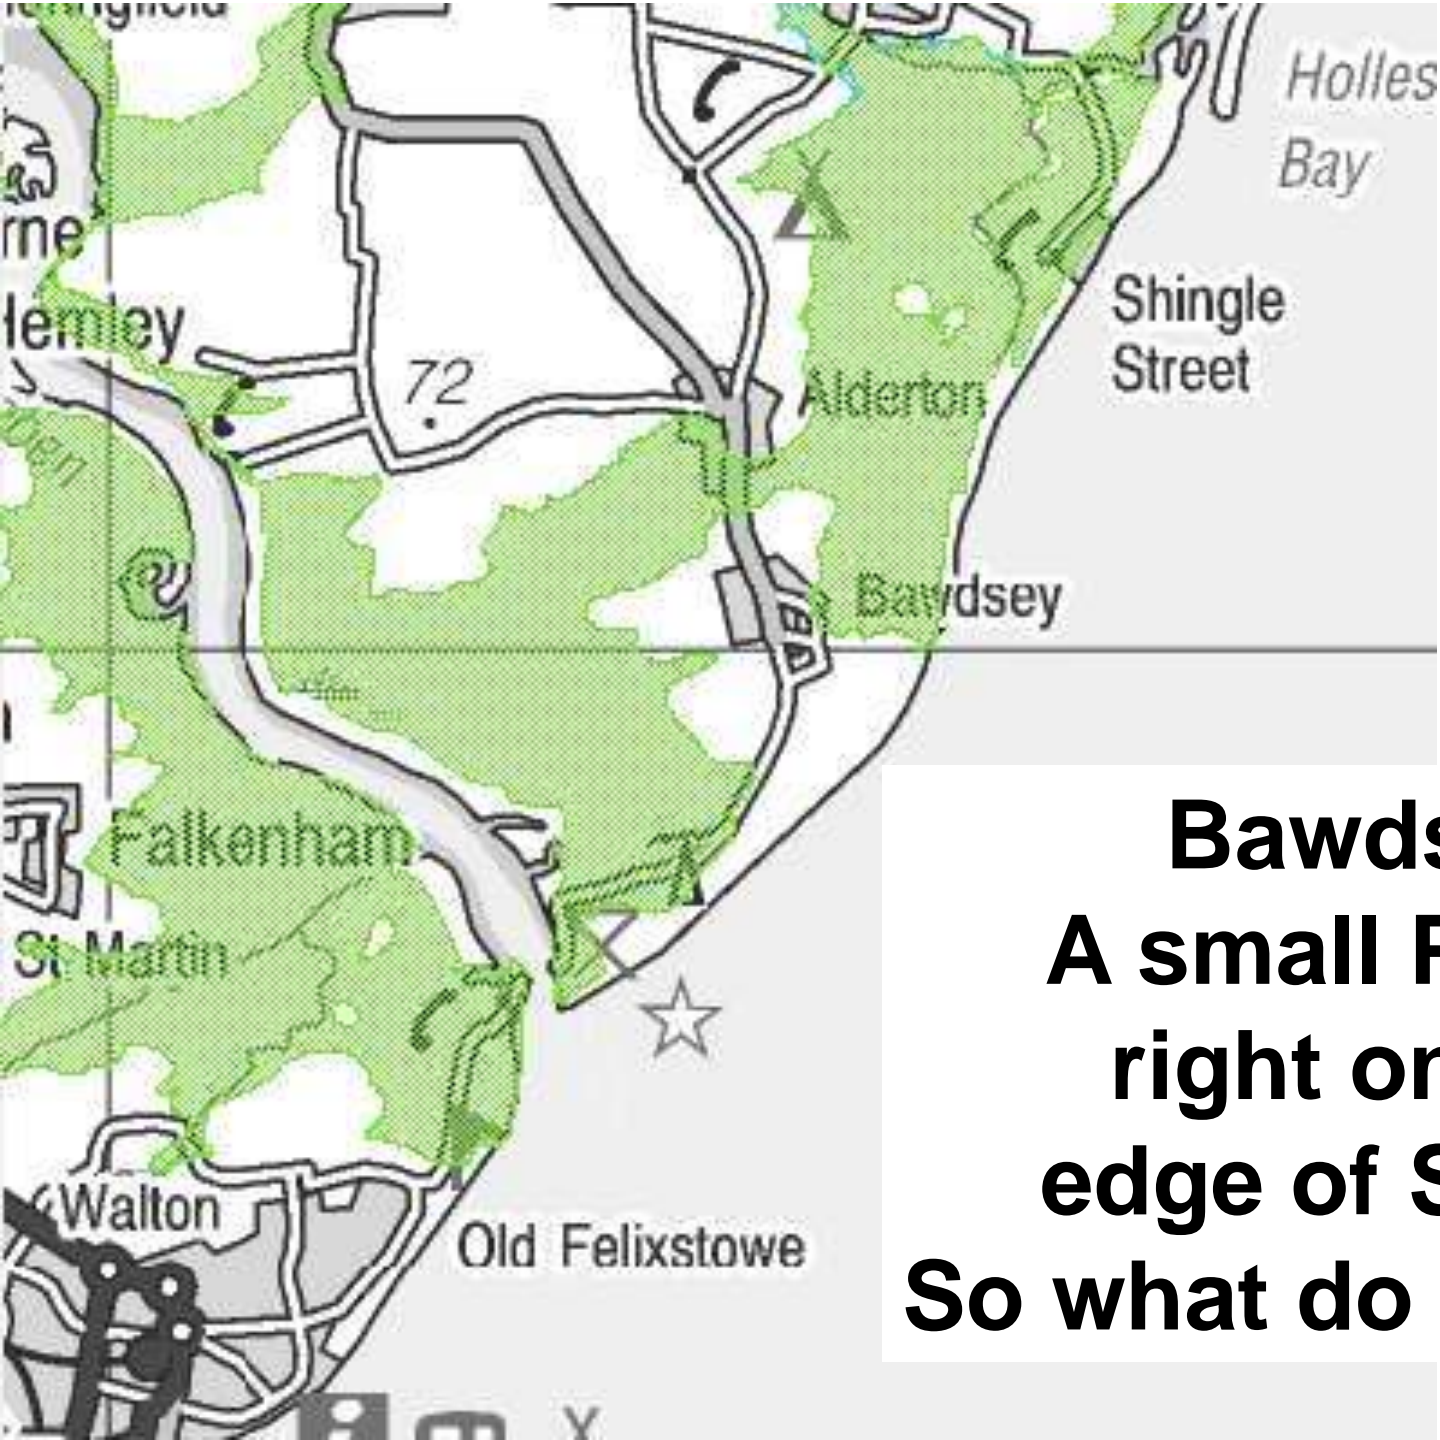 Holles
Bay
rne
Hemley
Shingle
Street
72
Alderton
Bawdsey
Falkenham
St Martin
Walton
Old Felixstowe
Bawds
A small
right on
edge of S
So what do